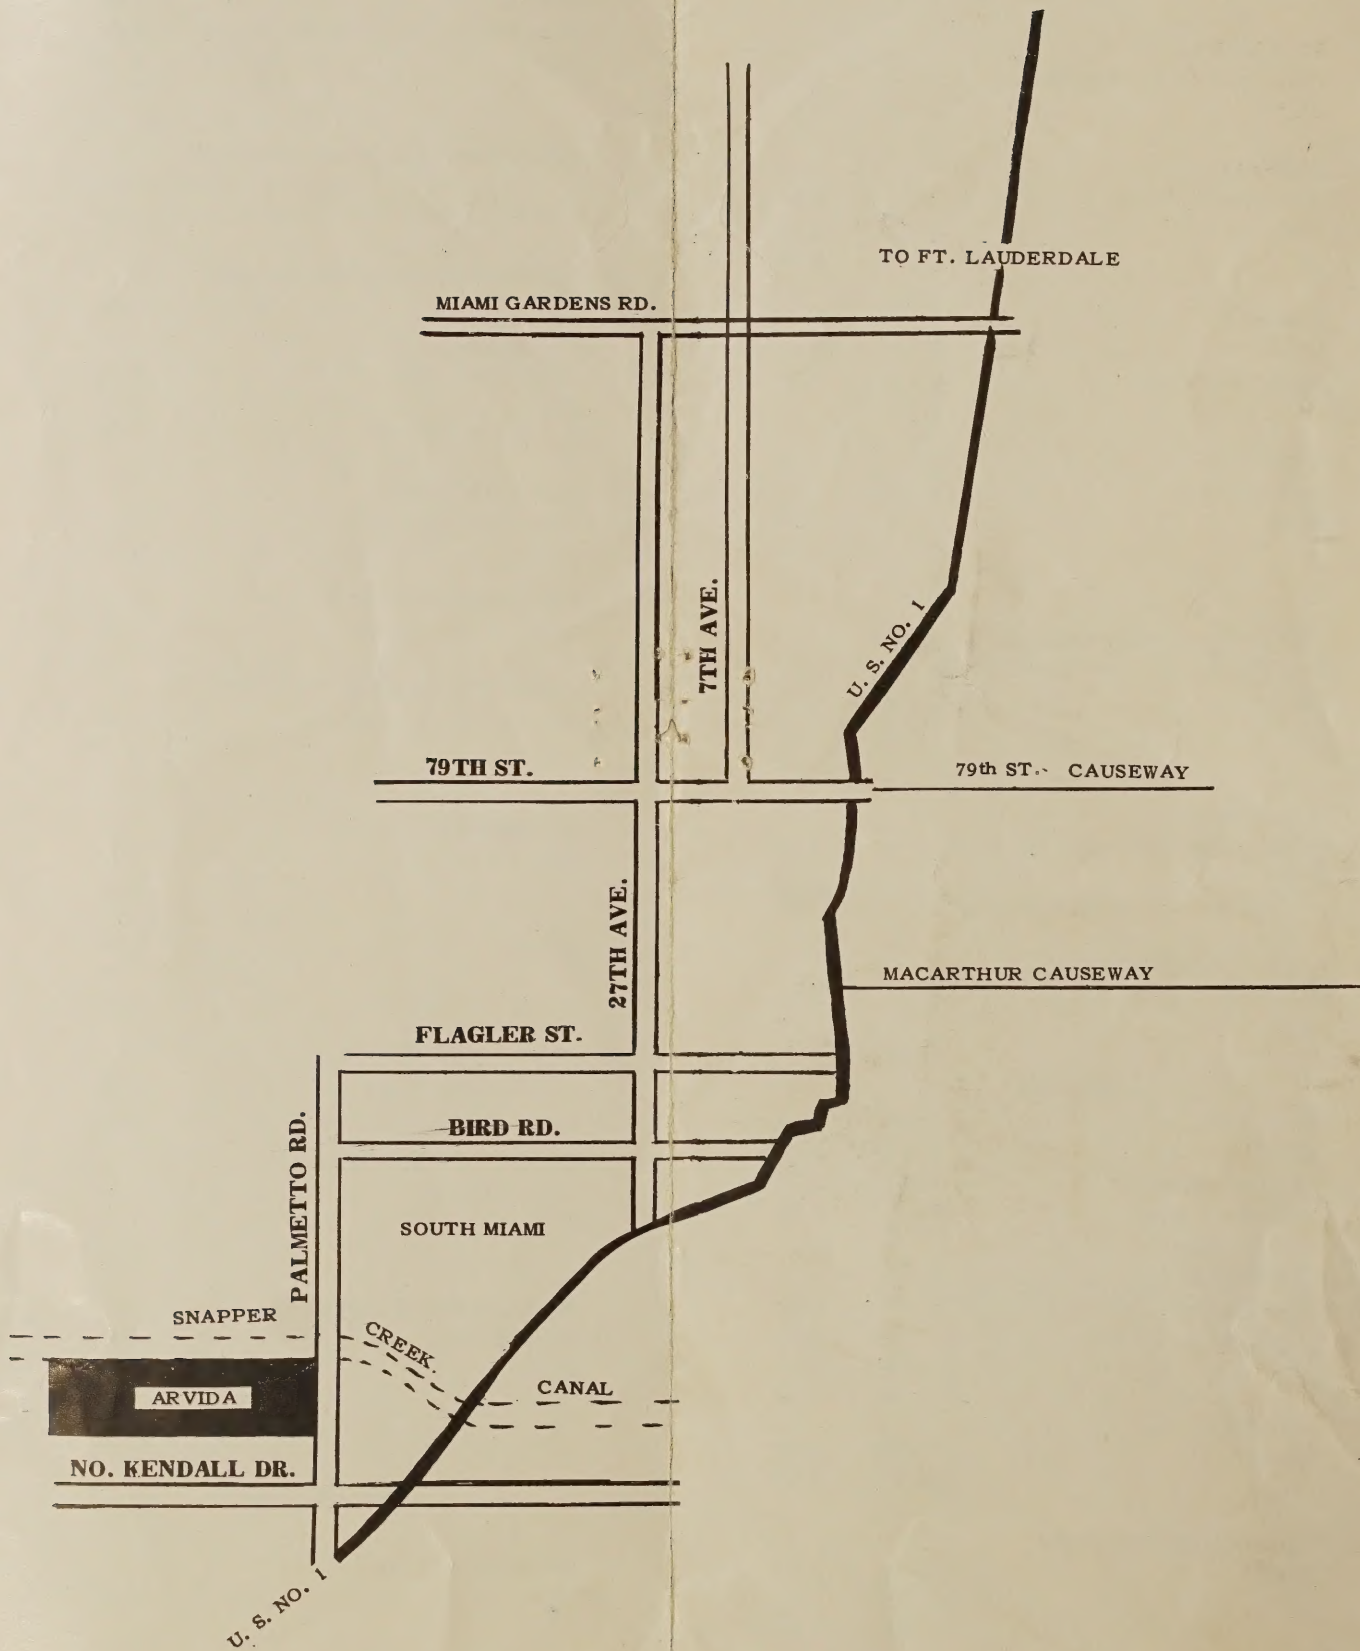 TO FT. LAUDERDALE
MIAMI GARDENS RD.
7TH AVE.
U. S. NO. 1
79TH ST.
79th ST. CAUSEWAY
27TH AVE.
MACARTHUR CAUSEWAY
FLAGLER ST.
BIRD RD.
PALMETTO RD.
SOUTH MIAMI
SNAPPER
CREEK
CANAL
ARVIDA
NO. KENDALL DR.
U. S. NO. 1